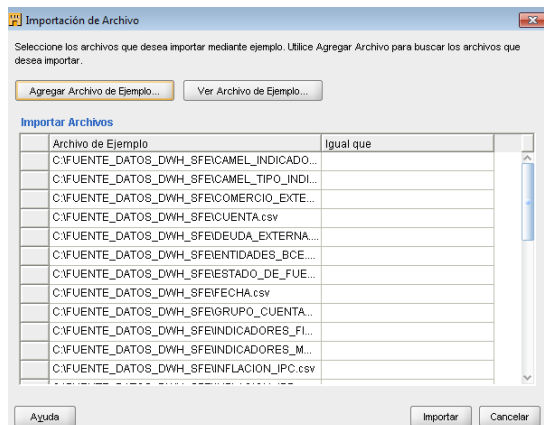 Importación de Archivo
Seleccione los archivos que desea importar mediante ejemplo. Utilice Agregar Archivo para buscar los archivos que
desea importar.
Agregar Archivo de Ejemplo... Ver Archivo de Ejemplo...
Importar Archivos
Archivo de Ejemplo Igual que
C:\FUENTE_DATOS_DWH_SFE\CAMEL_INDICADO...
C:\FUENTE_DATOS_DWH_SFE\CAMEL_TIPO_INDI...
C:\FUENTE_DATOS_DWH_SFE\COMERCIO_EXTE...
C:\FUENTE_DATOS_DWH_SFE\CUENTA.csv
C:\FUENTE_DATOS_DWH_SFE\DEUDA_EXTERNA....
C:\FUENTE_DATOS_DWH_SFE\ENTIDADES_BCE....
C:\FUENTE_DATOS_DWH_SFE\ESTADO_DE_FUE...
C:\FUENTE_DATOS_DWH_SFE\FECHA.csv
C:\FUENTE_DATOS_DWH_SFE\GRUPO_CUENTA...
C:\FUENTE_DATOS_DWH_SFE\INDICADORES_FI...
C:\FUENTE_DATOS_DWH_SFE\INDICADORES_M...
C:\FUENTE_DATOS_DWH_SFE\INFLACION_IPC.csv
Ayuda Importar Cancelar